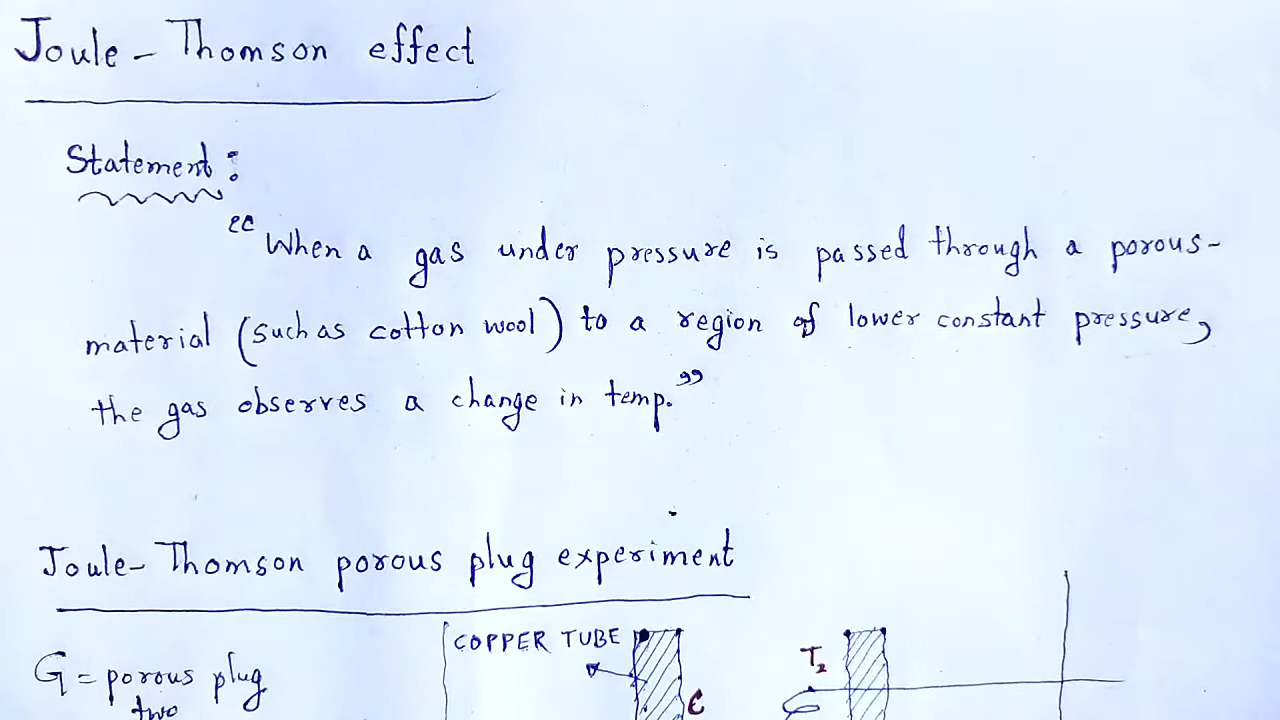 Joule - Thomson effect
Statement:
"When a gas under pressure is passed through a porous-
material (such as cotton wool) to a region of lower constant pressure,
the gas observes a change in temp."
Joule- Thomson porous plug experiment
COPPER TUBE
T₂
G = porous plug
two
C